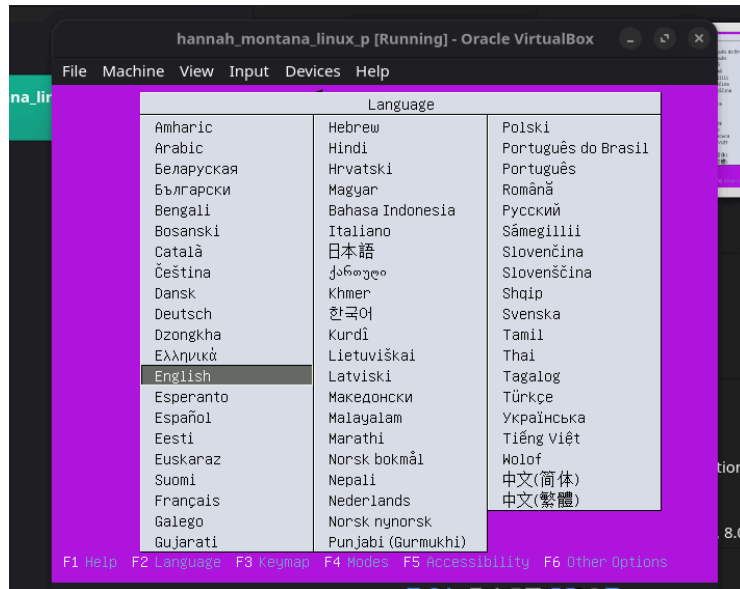 hannah_montana_linux_p [Running] - Oracle VirtualBox
File Machine View Input Devices Help
na_lin
Language
Amharic
Arabic
Беларуская
Български
Bengali
Bosanski
Català
Čeština
Dansk
Deutsch
Dzongkha
Ελληνικά
English
Esperanto
Español
Eesti
Euskaraz
Suomi
Français
Galego
Gujarati
Hebrew
Hindi
Hrvatski
Magyar
Bahasa Indonesia
Italiano
日本語
ქართული
Khmer
한국어
Kurdî
Lietuviškai
Latviski
Македонски
Malayalam
Marathi
Norsk bokmål
Nepali
Nederlands
Norsk nynorsk
Punjabi (Gurmukhi)
Polski
Português do Brasil
Português
Română
Русский
Sámegillii
Slovenčina
Slovenščina
Shqip
Svenska
Tamil
Thai
Tagalog
Türkçe
Українська
Tiếng Việt
Wolof
中文(简体)
中文(繁體)
tion
8.0
F1 Help F2 Language F3 Keymap F4 Modes F5 Accessibility F6 Other Options